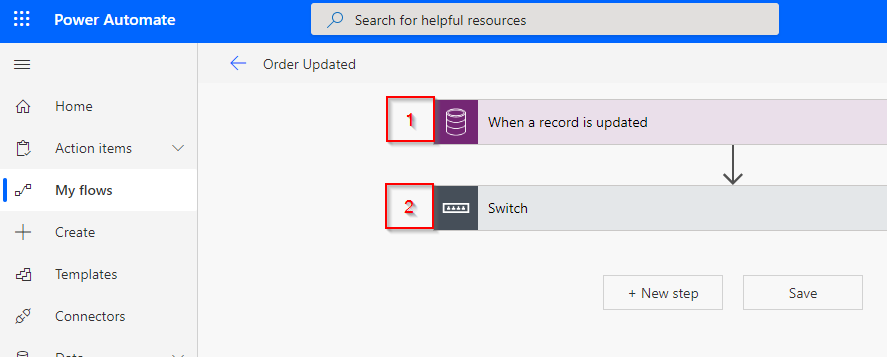 Power Automate
Search for helpful resources
Order Updated
Home
Action items
My flows
Create
Templates
Connectors
1
When a record is updated
2
Switch
+ New step
Save